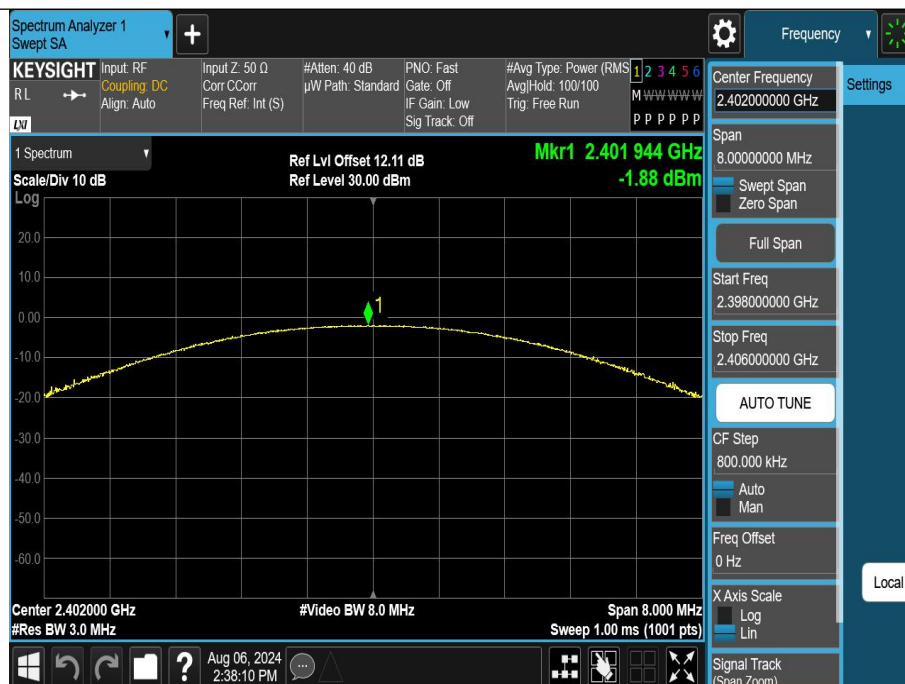 Spectrum Analyzer 1
Swept SA
+
Frequency
KEYSIGHT
RL
LXI
Input: RF
Coupling: DC
Align: Auto
Input Z: 50 Ω
Corr CCorr
Freq Ref: Int (S)
#Atten: 40 dB
µW Path: Standard
PNO: Fast
Gate: Off
IF Gain: Low
Sig Track: Off
#Avg Type: Power (RMS
Avg|Hold: 100/100
Trig: Free Run
1 2 3 4 5 6
M W W W W W
P P P P P P
1 Spectrum
Scale/Div 10 dB
Log
Ref Lvl Offset 12.11 dB
Ref Level 30.00 dBm
Mkr1 2.401 944 GHz
-1.88 dBm
1
20.0
10.0
0.00
-10.0
-20.0
-30.0
-40.0
-50.0
-60.0
Center 2.402000 GHz
#Res BW 3.0 MHz
#Video BW 8.0 MHz
Span 8.000 MHz
Sweep 1.00 ms (1001 pts)
?
Aug 06, 2024
2:38:10 PM
Center Frequency
2.402000000 GHz
Span
8.00000000 MHz
Swept Span
Zero Span
Full Span
Start Freq
2.398000000 GHz
Stop Freq
2.406000000 GHz
AUTO TUNE
CF Step
800.000 kHz
Auto
Man
Freq Offset
0 Hz
X Axis Scale
Log
Lin
Signal Track
(Span Zoom)
Settings
Local